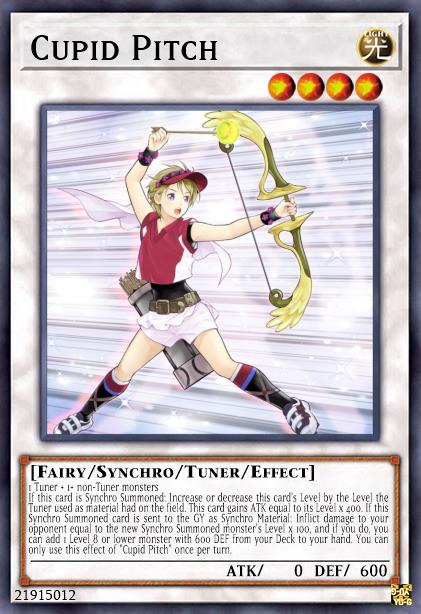 CUPID PITCH
LIGHT
光
[FAIRY/SYNCHRO/TUNER/EFFECT]
1 Tuner + 1+ non-Tuner monsters
If this card is Synchro Summoned: Increase or decrease this card's Level by the Level the
Tuner used as material had on the field. This card gains ATK equal to its Level x 400. If this
Synchro Summoned card is sent to the GY as Synchro Material: Inflict damage to your
opponent equal to the new Synchro Summoned monster's Level x 100, and if you do, you
can add 1 Level 8 or lower monster with 600 DEF from your Deck to your hand. You can
only use this effect of "Cupid Pitch" once per turn.
ATK/ 0 DEF/ 600
21915012